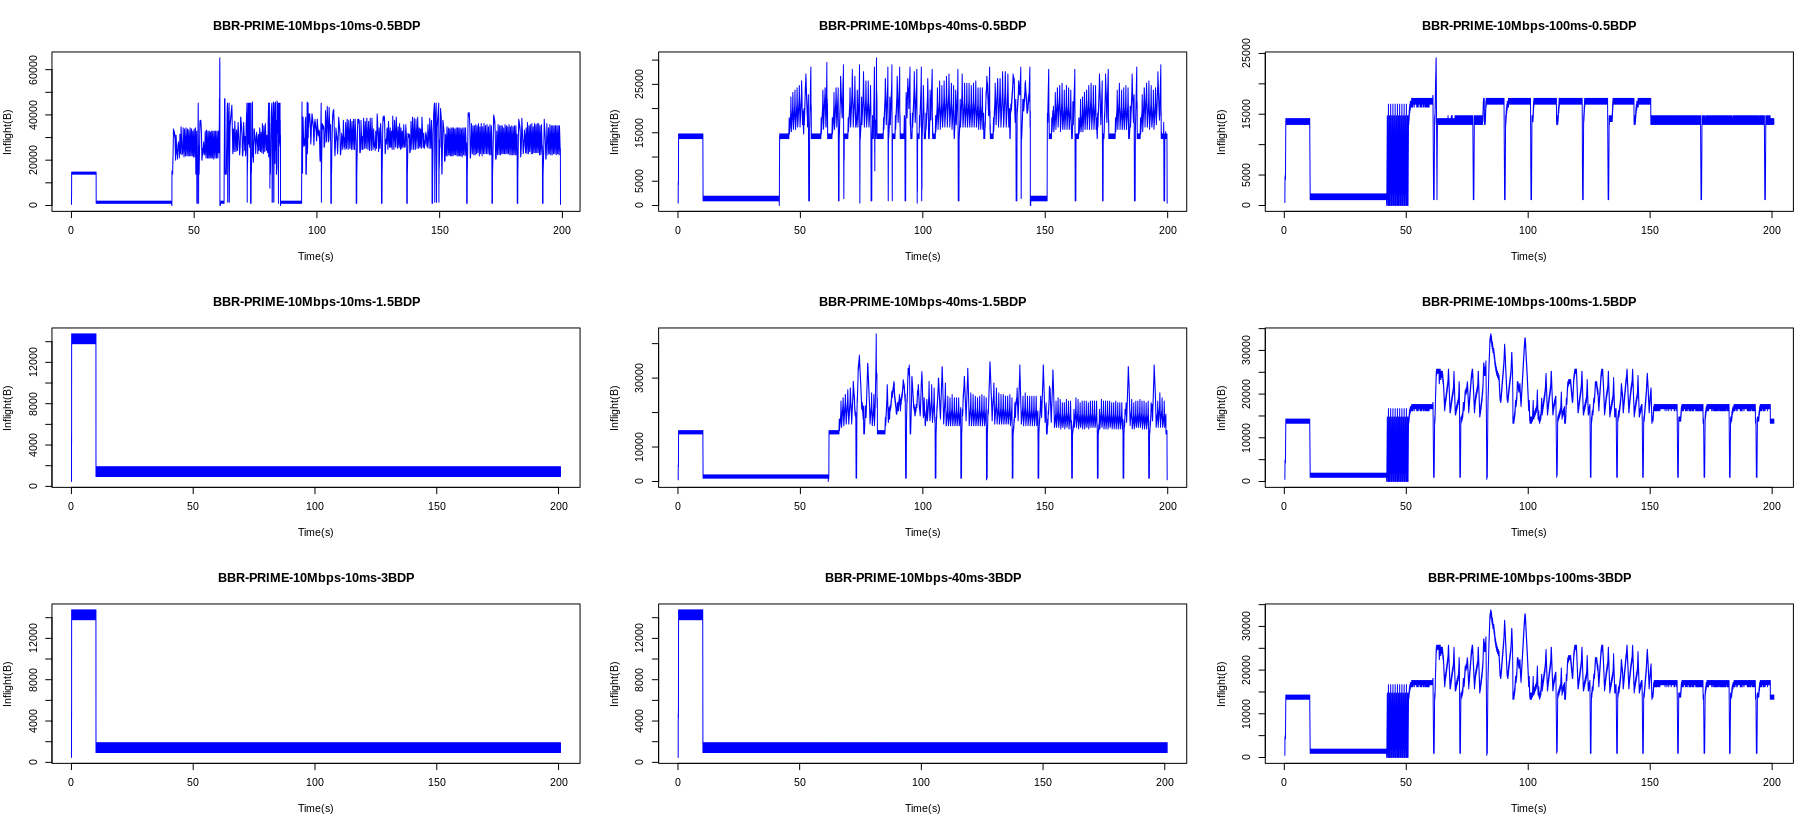 BBR-PRIME-10Mbps-10ms-0.5BDP
Inflight(B)
0 20000 40000 60000
0 50 100 150 200
Time(s)
BBR-PRIME-10Mbps-40ms-0.5BDP
Inflight(B)
0 5000 15000 25000
0 50 100 150 200
Time(s)
BBR-PRIME-10Mbps-100ms-0.5BDP
Inflight(B)
0 5000 15000 25000
0 50 100 150 200
Time(s)
BBR-PRIME-10Mbps-10ms-1.5BDP
Inflight(B)
0 4000 8000 12000
0 50 100 150 200
Time(s)
BBR-PRIME-10Mbps-40ms-1.5BDP
Inflight(B)
0 10000 30000
0 50 100 150 200
Time(s)
BBR-PRIME-10Mbps-100ms-1.5BDP
Inflight(B)
0 10000 20000 30000
0 50 100 150 200
Time(s)
BBR-PRIME-10Mbps-10ms-3BDP
Inflight(B)
0 4000 8000 12000
0 50 100 150 200
Time(s)
BBR-PRIME-10Mbps-40ms-3BDP
Inflight(B)
0 4000 8000 12000
0 50 100 150 200
Time(s)
BBR-PRIME-10Mbps-100ms-3BDP
Inflight(B)
0 10000 20000 30000
0 50 100 150 200
Time(s)